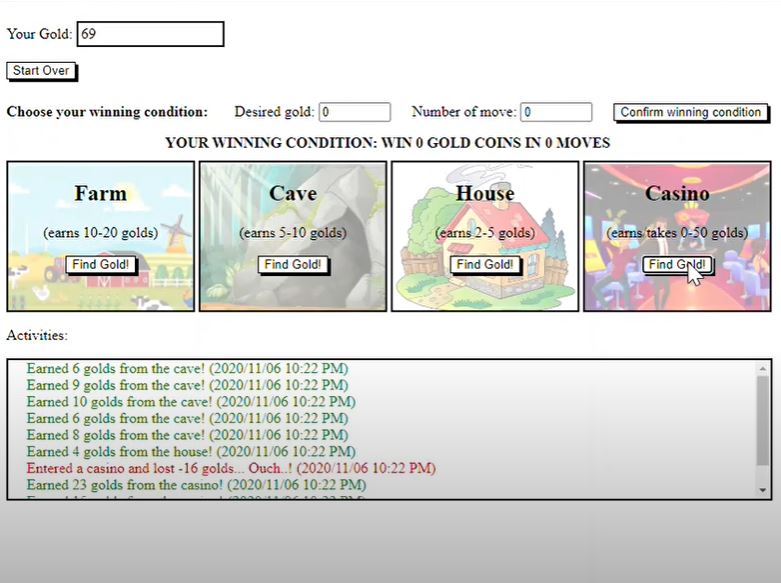 Your Gold: 69
Start Over
Choose your winning condition: Desired gold: 0 Number of move: 0 Confirm winning condition
YOUR WINNING CONDITION: WIN 0 GOLD COINS IN 0 MOVES
Farm
(earns 10-20 golds)
Find Gold!
Cave
(earns 5-10 golds)
Find Gold!
House
(earns 2-5 golds)
Find Gold!
Casino
(earns/takes 0-50 golds)
Find Gold!
Activities:
Earned 6 golds from the cave! (2020/11/06 10:22 PM)
Earned 9 golds from the cave! (2020/11/06 10:22 PM)
Earned 10 golds from the cave! (2020/11/06 10:22 PM)
Earned 6 golds from the cave! (2020/11/06 10:22 PM)
Earned 8 golds from the cave! (2020/11/06 10:22 PM)
Earned 4 golds from the house! (2020/11/06 10:22 PM)
Entered a casino and lost -16 golds... Ouch..! (2020/11/06 10:22 PM)
Earned 23 golds from the casino! (2020/11/06 10:22 PM)